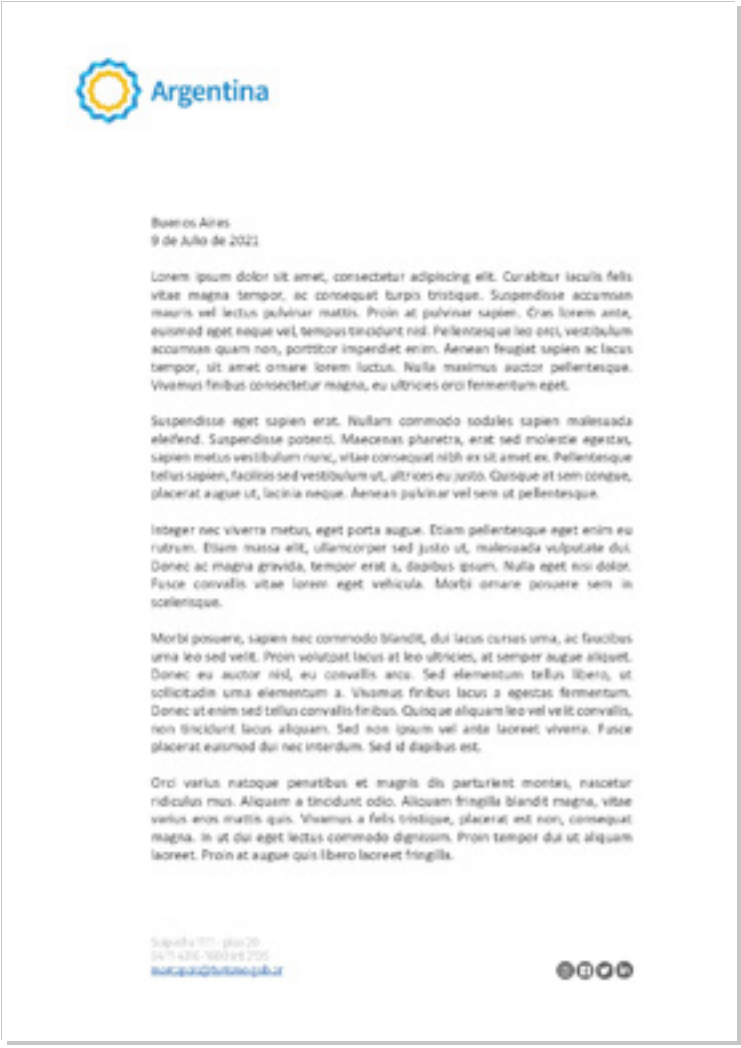 Argentina
Buenos Aires
9 de Julio de 2021
Lorem ipsum dolor sit amet, consectetur adipiscing elit. Curabitur iaculis felis
vitae magna tempor, ac consequat turpis tristique. Suspendisse accumsan
mauris vel lectus pulvinar mattis. Proin at pulvinar sapien. Cras lorem ante,
euismod eget neque vel, tempus tincidunt nisl. Pellentesque leo orci, vestibulum
accumsan quam non, porttitor imperdiet enim. Aenean feugiat sapien ac lacus
tempor, sit amet ornare lorem luctus. Nulla maximus auctor pellentesque.
Vivamus finibus consectetur magna, eu ultricies orci fermentum eget.
Suspendisse eget sapien erat. Nullam commodo sodales sapien malesuada
eleifend. Suspendisse potenti. Maecenas pharetra, erat sed molestie egestas,
sapien metus vestibulum nunc, vitae consequat nibh ex sit amet ex. Pellentesque
tellus sapien, facilisis sed vestibulum ut, ultrices eu justo. Quisque at sem congue,
placerat augue ut, lacinia neque. Aenean pulvinar vel sem ut pellentesque.
Integer nec viverra metus, eget porta augue. Etiam pellentesque eget enim eu
rutrum. Etiam massa elit, ullamcorper sed justo ut, malesuada vulputate dui.
Donec ac magna gravida, tempor erat a, dapibus ipsum. Nulla eget nisi dolor.
Fusce convallis vitae lorem eget vehicula. Morbi ornare posuere sem in
scelerisque.
Morbi posuere, sapien nec commodo blandit, dui lacus cursus urna, ac faucibus
urna leo sed velit. Proin volutpat lacus at leo ultricies, at semper augue aliquet.
Donec eu auctor nisl, eu convallis arcu. Sed elementum tellus libero, ut
sollicitudin urna elementum a. Vivamus finibus lacus a egestas fermentum.
Donec ut enim sed tellus convallis finibus. Quisque aliquam leo vel velit convallis,
non tincidunt lacus aliquam. Sed non ipsum vel ante laoreet viverra. Fusce
placerat euismod dui nec interdum. Sed id dapibus est.
Orci varius natoque penatibus et magnis dis parturient montes, nascetur
ridiculus mus. Aliquam a tincidunt odio. Aliquam fringilla blandit magna, vitae
varius eros mattis quis. Vivamus a felis tristique, placerat est non, consequat
magna. In ut dui eget lectus commodo dignissim. Proin tempor dui ut aliquam
laoreet. Proin at augue quis libero laoreet fringilla.